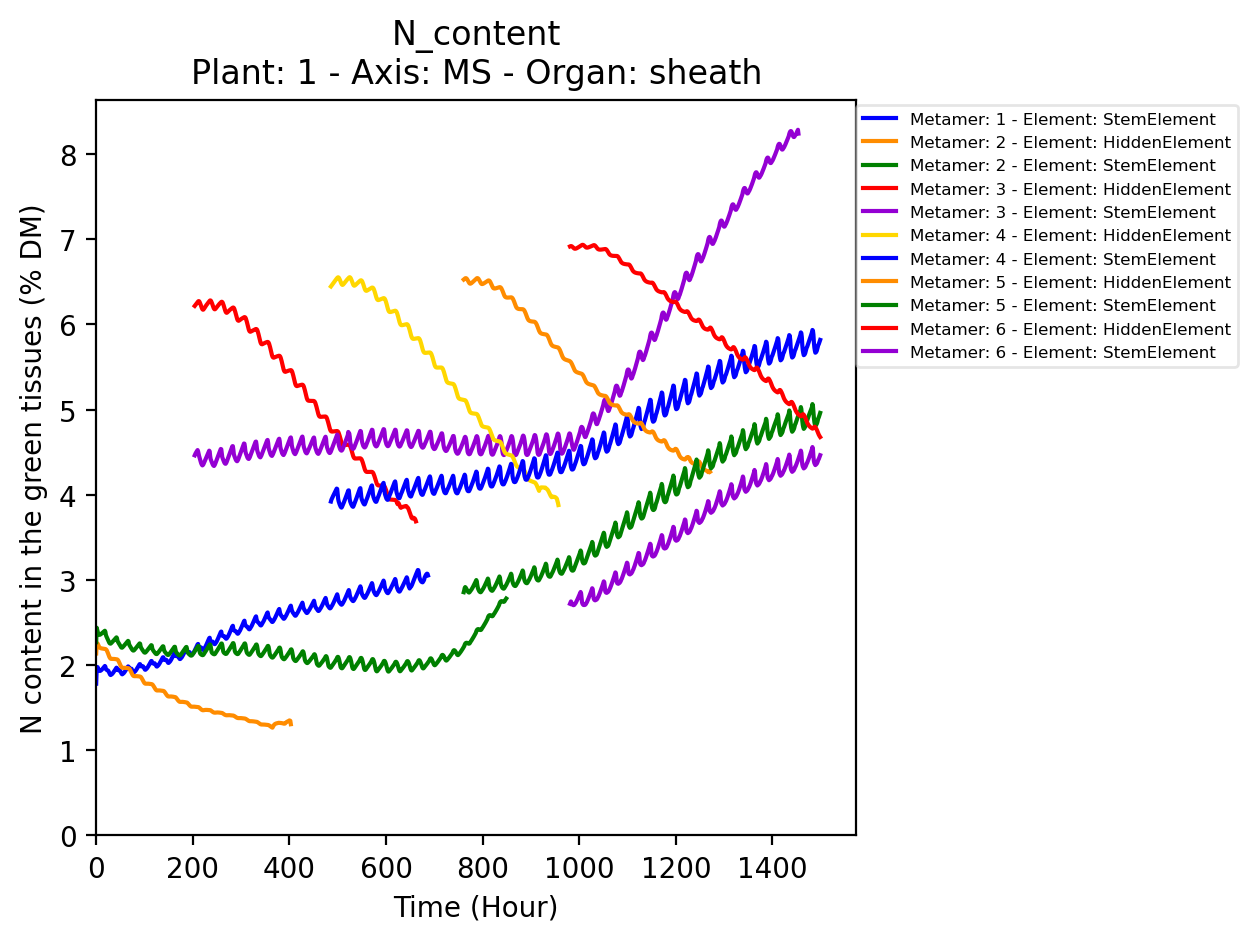 N_content
Plant: 1 - Axis: MS - Organ: sheath
N content in the green tissues (% DM)
8
7
6
5
4
3
2
1
0
0 200 400 600 800 1000 1200 1400
Time (Hour)
Metamer: 1 - Element: StemElement
Metamer: 2 - Element: HiddenElement
Metamer: 2 - Element: StemElement
Metamer: 3 - Element: HiddenElement
Metamer: 3 - Element: StemElement
Metamer: 4 - Element: HiddenElement
Metamer: 4 - Element: StemElement
Metamer: 5 - Element: HiddenElement
Metamer: 5 - Element: StemElement
Metamer: 6 - Element: HiddenElement
Metamer: 6 - Element: StemElement